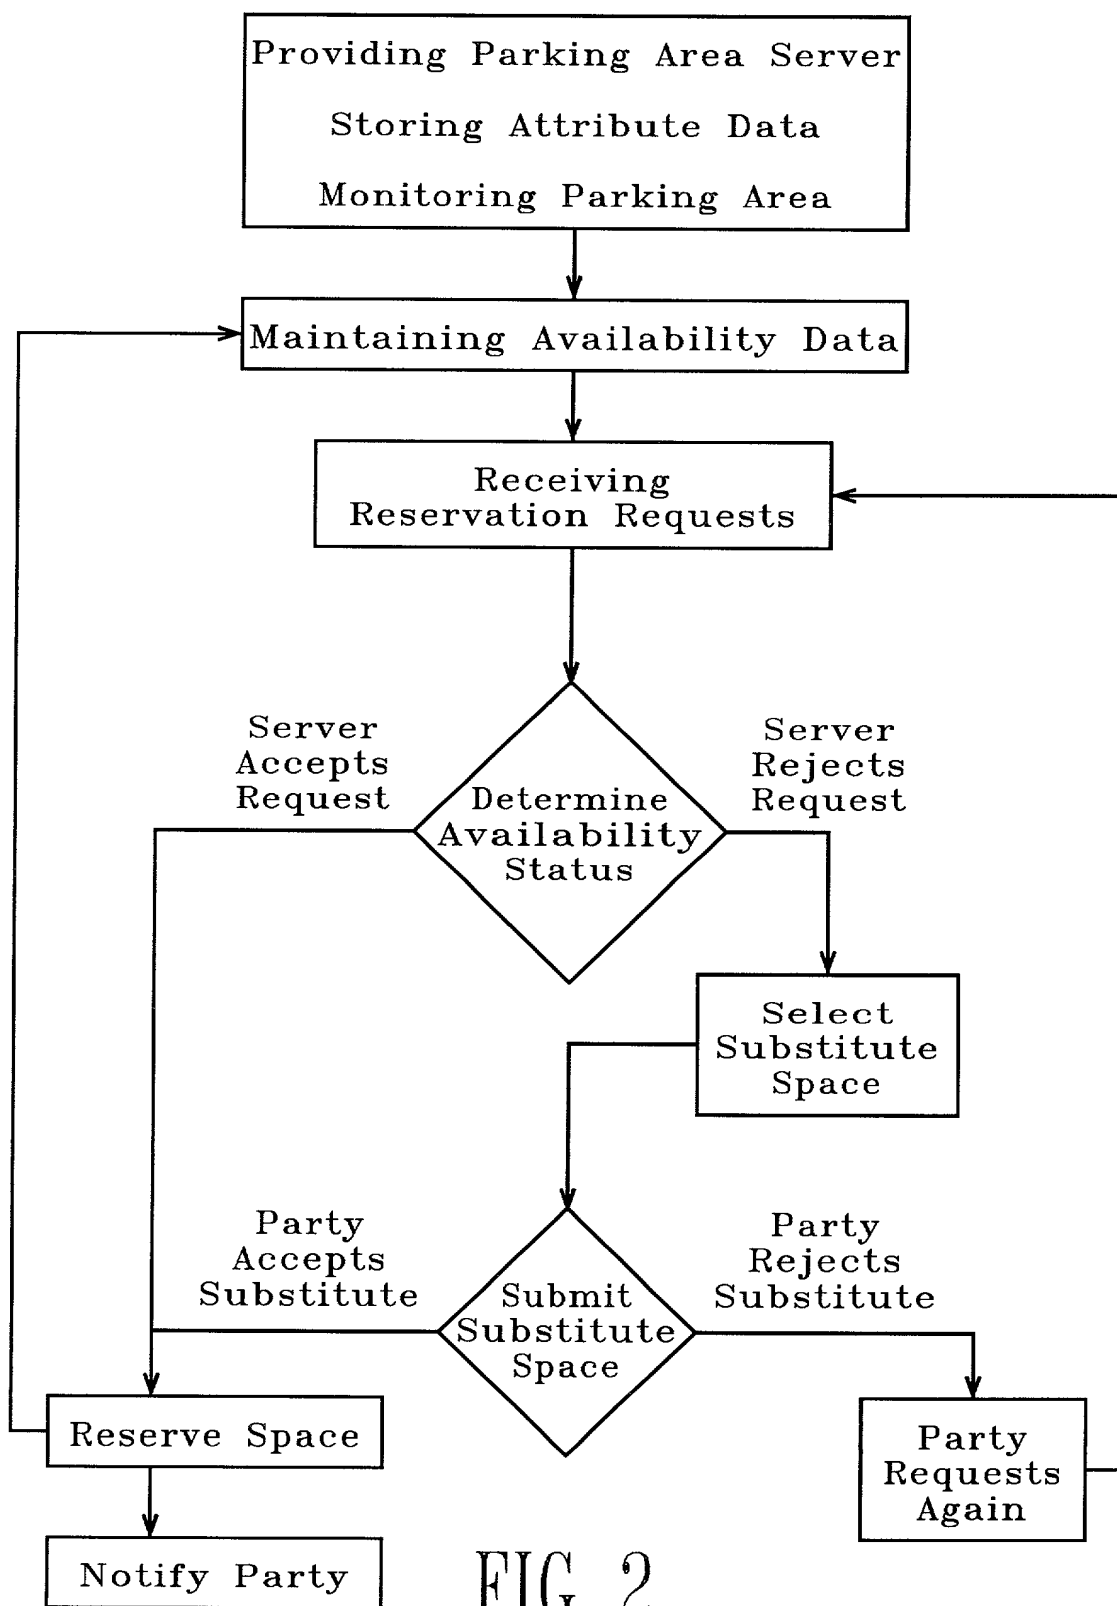 Providing Parking Area Server
Storing Attribute Data
Monitoring Parking Area
Maintaining Availability Data
Receiving
Reservation Requests
Server
Accepts
Request
Server
Rejects
Request
Determine
Availability
Status
Select
Substitute
Space
Party
Accepts
Substitute
Party
Rejects
Substitute
Submit
Substitute
Space
Reserve Space
Party
Requests
Again
Notify Party
FIG. 2